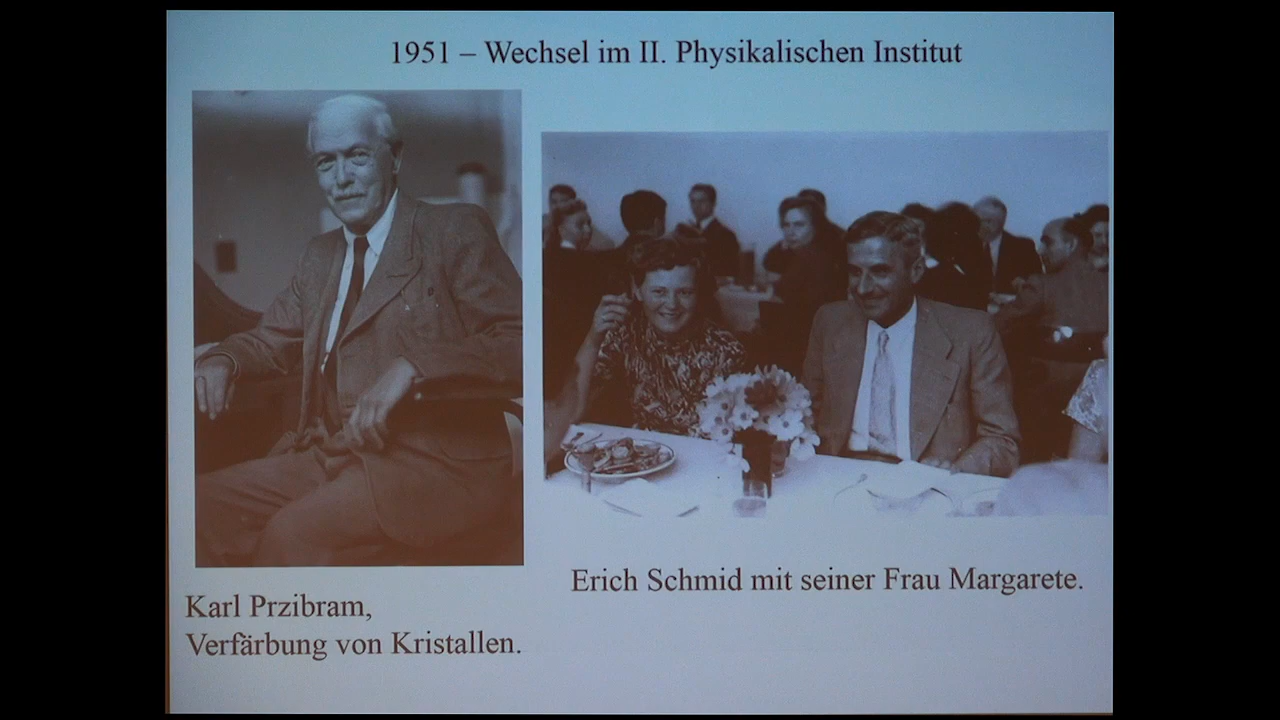 1951 – Wechsel im II. Physikalischen Institut
Karl Przibram,
Verfärbung von Kristallen.
Erich Schmid mit seiner Frau Margarete.